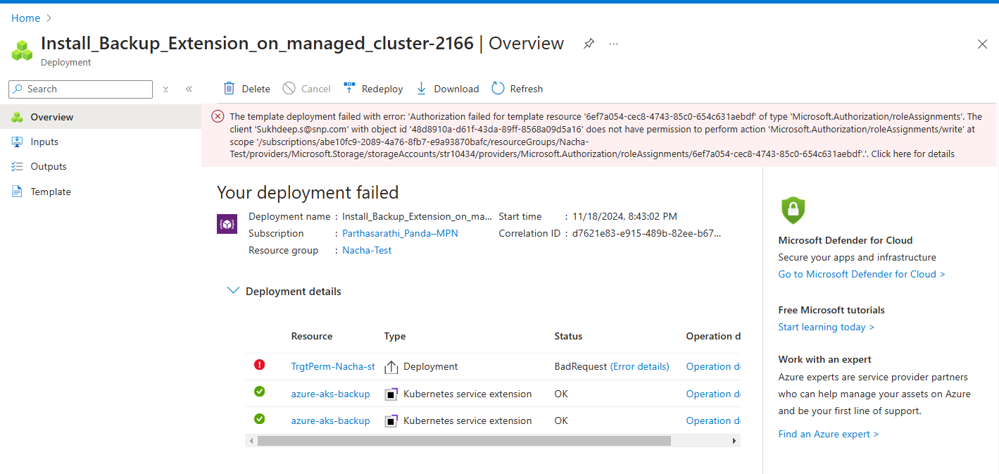 Home
Install_Backup_Extension_on_managed_cluster-2166 | Overview
Deployment
Search
Delete
Cancel
Redeploy
Download
Refresh
Overview
Inputs
Outputs
Template
The template deployment failed with error: 'Authorization failed for template resource '6ef7a054-cec8-4743-85c0-654c631aebdf' of type 'Microsoft.Authorization/roleAssignments'. The
client 'Sukhdeep.s@snp.com' with object id '48d8910a-d61f-43da-89ff-8568a09d5a16' does not have permission to perform action 'Microsoft.Authorization/roleAssignments/write' at
scope '/subscriptions/abe10fc9-2089-4a76-8fb7-e9a93870bafc/resourceGroups/Nacha-
Test/providers/Microsoft.Storage/storageAccounts/str10434/providers/Microsoft.Authorization/roleAssignments/6ef7a054-cec8-4743-85c0-654c631aebdf'.'. Click here for details
Your deployment failed
Deployment name : Install_Backup_Extension_on_ma...
Subscription : Parthasarathi_Panda–MPN
Resource group : Nacha-Test
Start time : 11/18/2024, 8:43:02 PM
Correlation ID : d7621e83-e915-489b-82ee-b67...
Deployment details
Resource Type Status Operation d
TrgtPerm-Nacha-st Deployment BadRequest (Error details) Operation de
azure-aks-backup Kubernetes service extension OK Operation de
azure-aks-backup Kubernetes service extension OK Operation de
Microsoft Defender for Cloud
Secure your apps and infrastructure
Go to Microsoft Defender for Cloud >
Free Microsoft tutorials
Start learning today >
Work with an expert
Azure experts are service provider partners
who can help manage your assets on Azure
and be your first line of support.
Find an Azure expert >